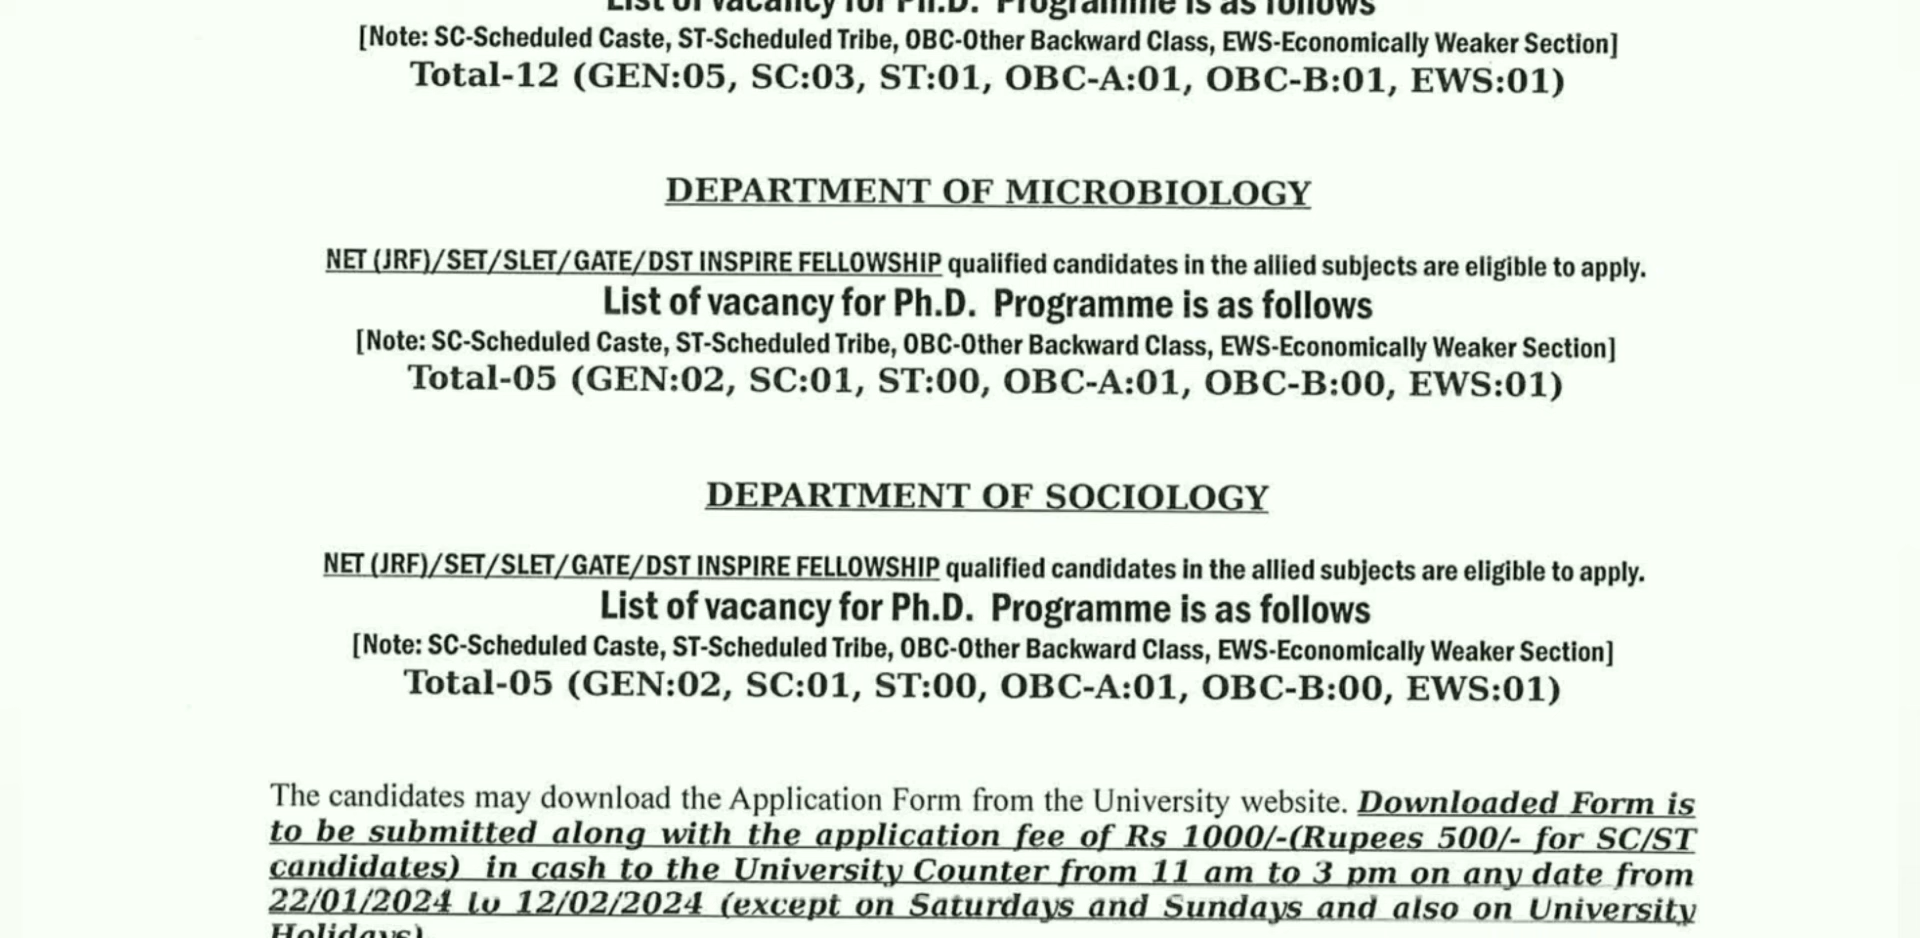 List of vacancy for Ph.D. Programme is as follows
[Note: SC-Scheduled Caste, ST-Scheduled Tribe, OBC-Other Backward Class, EWS-Economically Weaker Section]
Total-12 (GEN:05, SC:03, ST:01, OBC-A:01, OBC-B:01, EWS:01)
DEPARTMENT OF MICROBIOLOGY
NET (JRF)/SET/SLET/GATE/DST INSPIRE FELLOWSHIP qualified candidates in the allied subjects are eligible to apply.
List of vacancy for Ph.D. Programme is as follows
[Note: SC-Scheduled Caste, ST-Scheduled Tribe, OBC-Other Backward Class, EWS-Economically Weaker Section]
Total-05 (GEN:02, SC:01, ST:00, OBC-A:01, OBC-B:00, EWS:01)
DEPARTMENT OF SOCIOLOGY
NET (JRF)/SET/SLET/GATE/DST INSPIRE FELLOWSHIP qualified candidates in the allied subjects are eligible to apply.
List of vacancy for Ph.D. Programme is as follows
[Note: SC-Scheduled Caste, ST-Scheduled Tribe, OBC-Other Backward Class, EWS-Economically Weaker Section]
Total-05 (GEN:02, SC:01, ST:00, OBC-A:01, OBC-B:00, EWS:01)
The candidates may download the Application Form from the University website. Downloaded Form is
to be submitted along with the application fee of Rs 1000/-(Rupees 500/- for SC/ST
candidates) in cash to the University Counter from 11 am to 3 pm on any date from
22/01/2024 to 12/02/2024 (except on Saturdays and Sundays and also on University
Holidays)